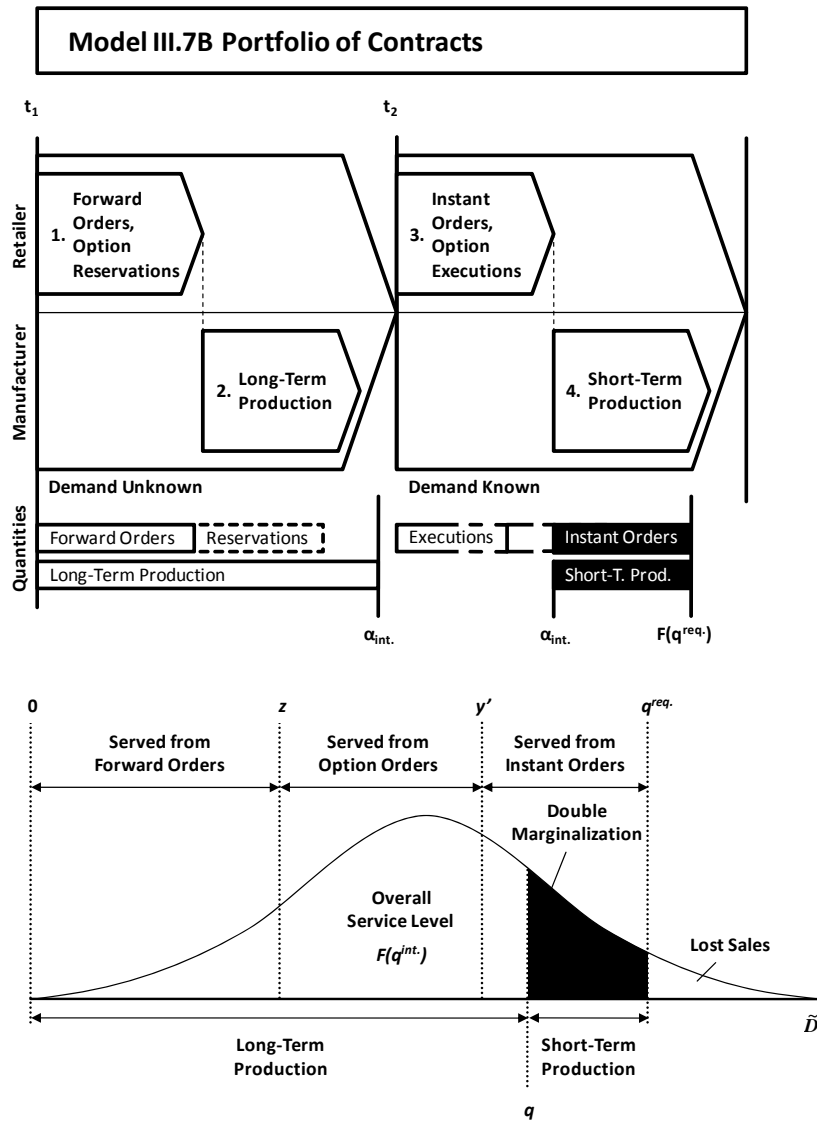 Model III.7B Portfolio of Contracts
t1
t2
Retailer
1.
Forward
Orders,
Option
Reservations
3.
Instant
Orders,
Option
Executions
Manufacturer
2.
Long-Term
Production
4.
Short-Term
Production
Demand Unknown
Demand Known
Quantities
Forward Orders
Reservations
Executions
Instant Orders
Long-Term Production
Short-T. Prod.
αint.
αint.
F(q^req.)
0
z
y’
q^req.
Served from
Forward Orders
Served from
Option Orders
Served from
Instant Orders
Double
Marginalization
Overall
Service Level
F(q^int.)
Lost Sales
D̃
Long-Term
Production
Short-Term
Production
q